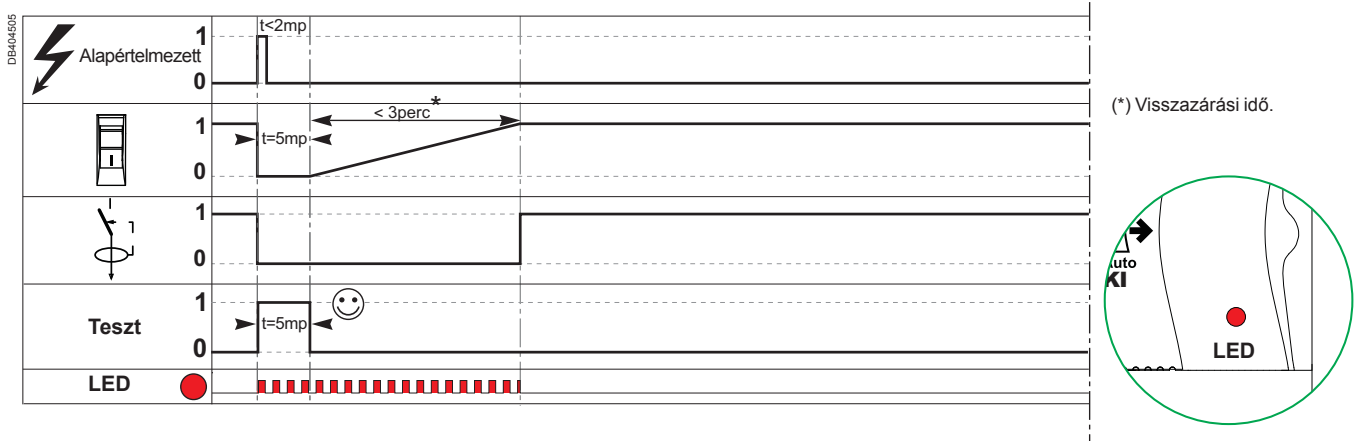 DB404505
t<2mp
Alapértelmezett
1
0
1
0
t=5mp
< 3perc*
1
0
Teszt
1
0
t=5mp
LED
(*) Visszazárási idő.
uto
KI
LED